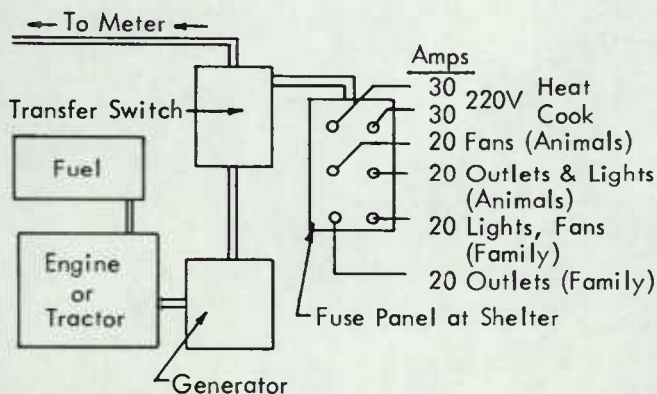 To Meter
Transfer Switch
Fuel
Engine
or
Tractor
Generator
Amps
30
220V Heat
30
Cook
20 Fans (Animals)
20 Outlets & Lights
(Animals)
20 Lights, Fans
(Family)
20 Outlets (Family)
Fuse Panel at Shelter